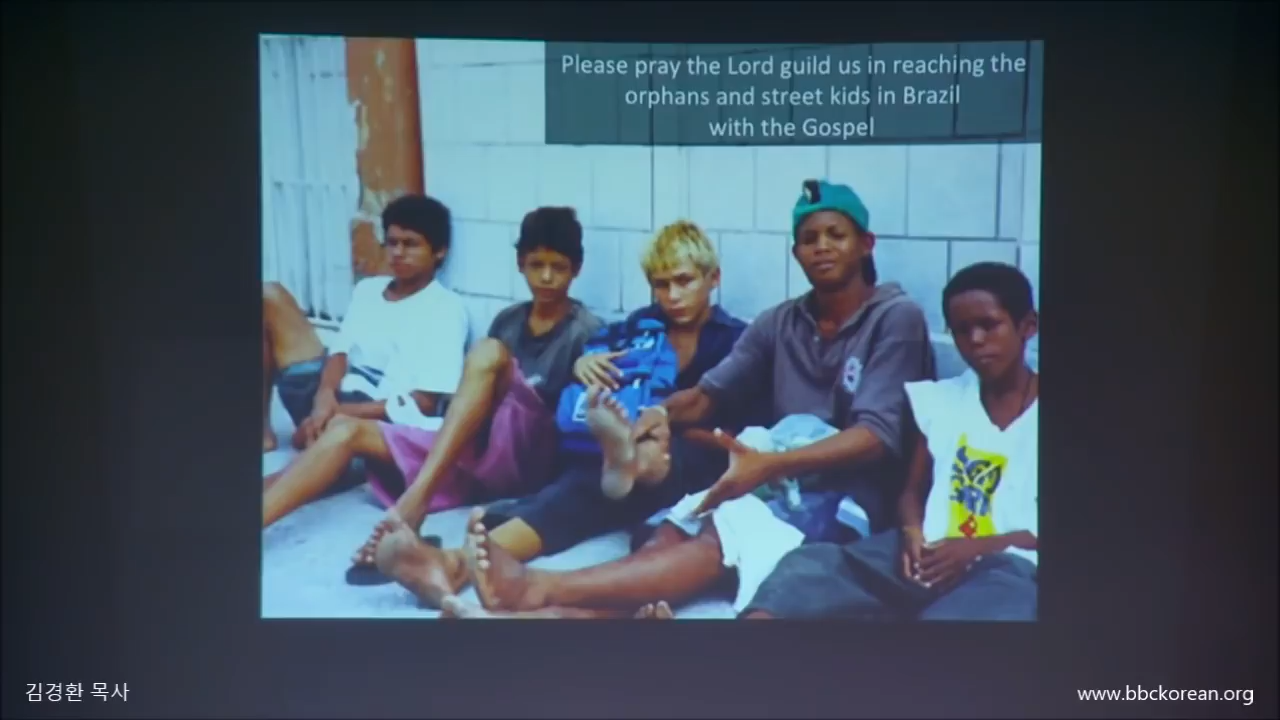 Please pray the Lord guild us in reaching the
orphans and street kids in Brazil
with the Gospel
김경환 목사
www.bbckorean.org